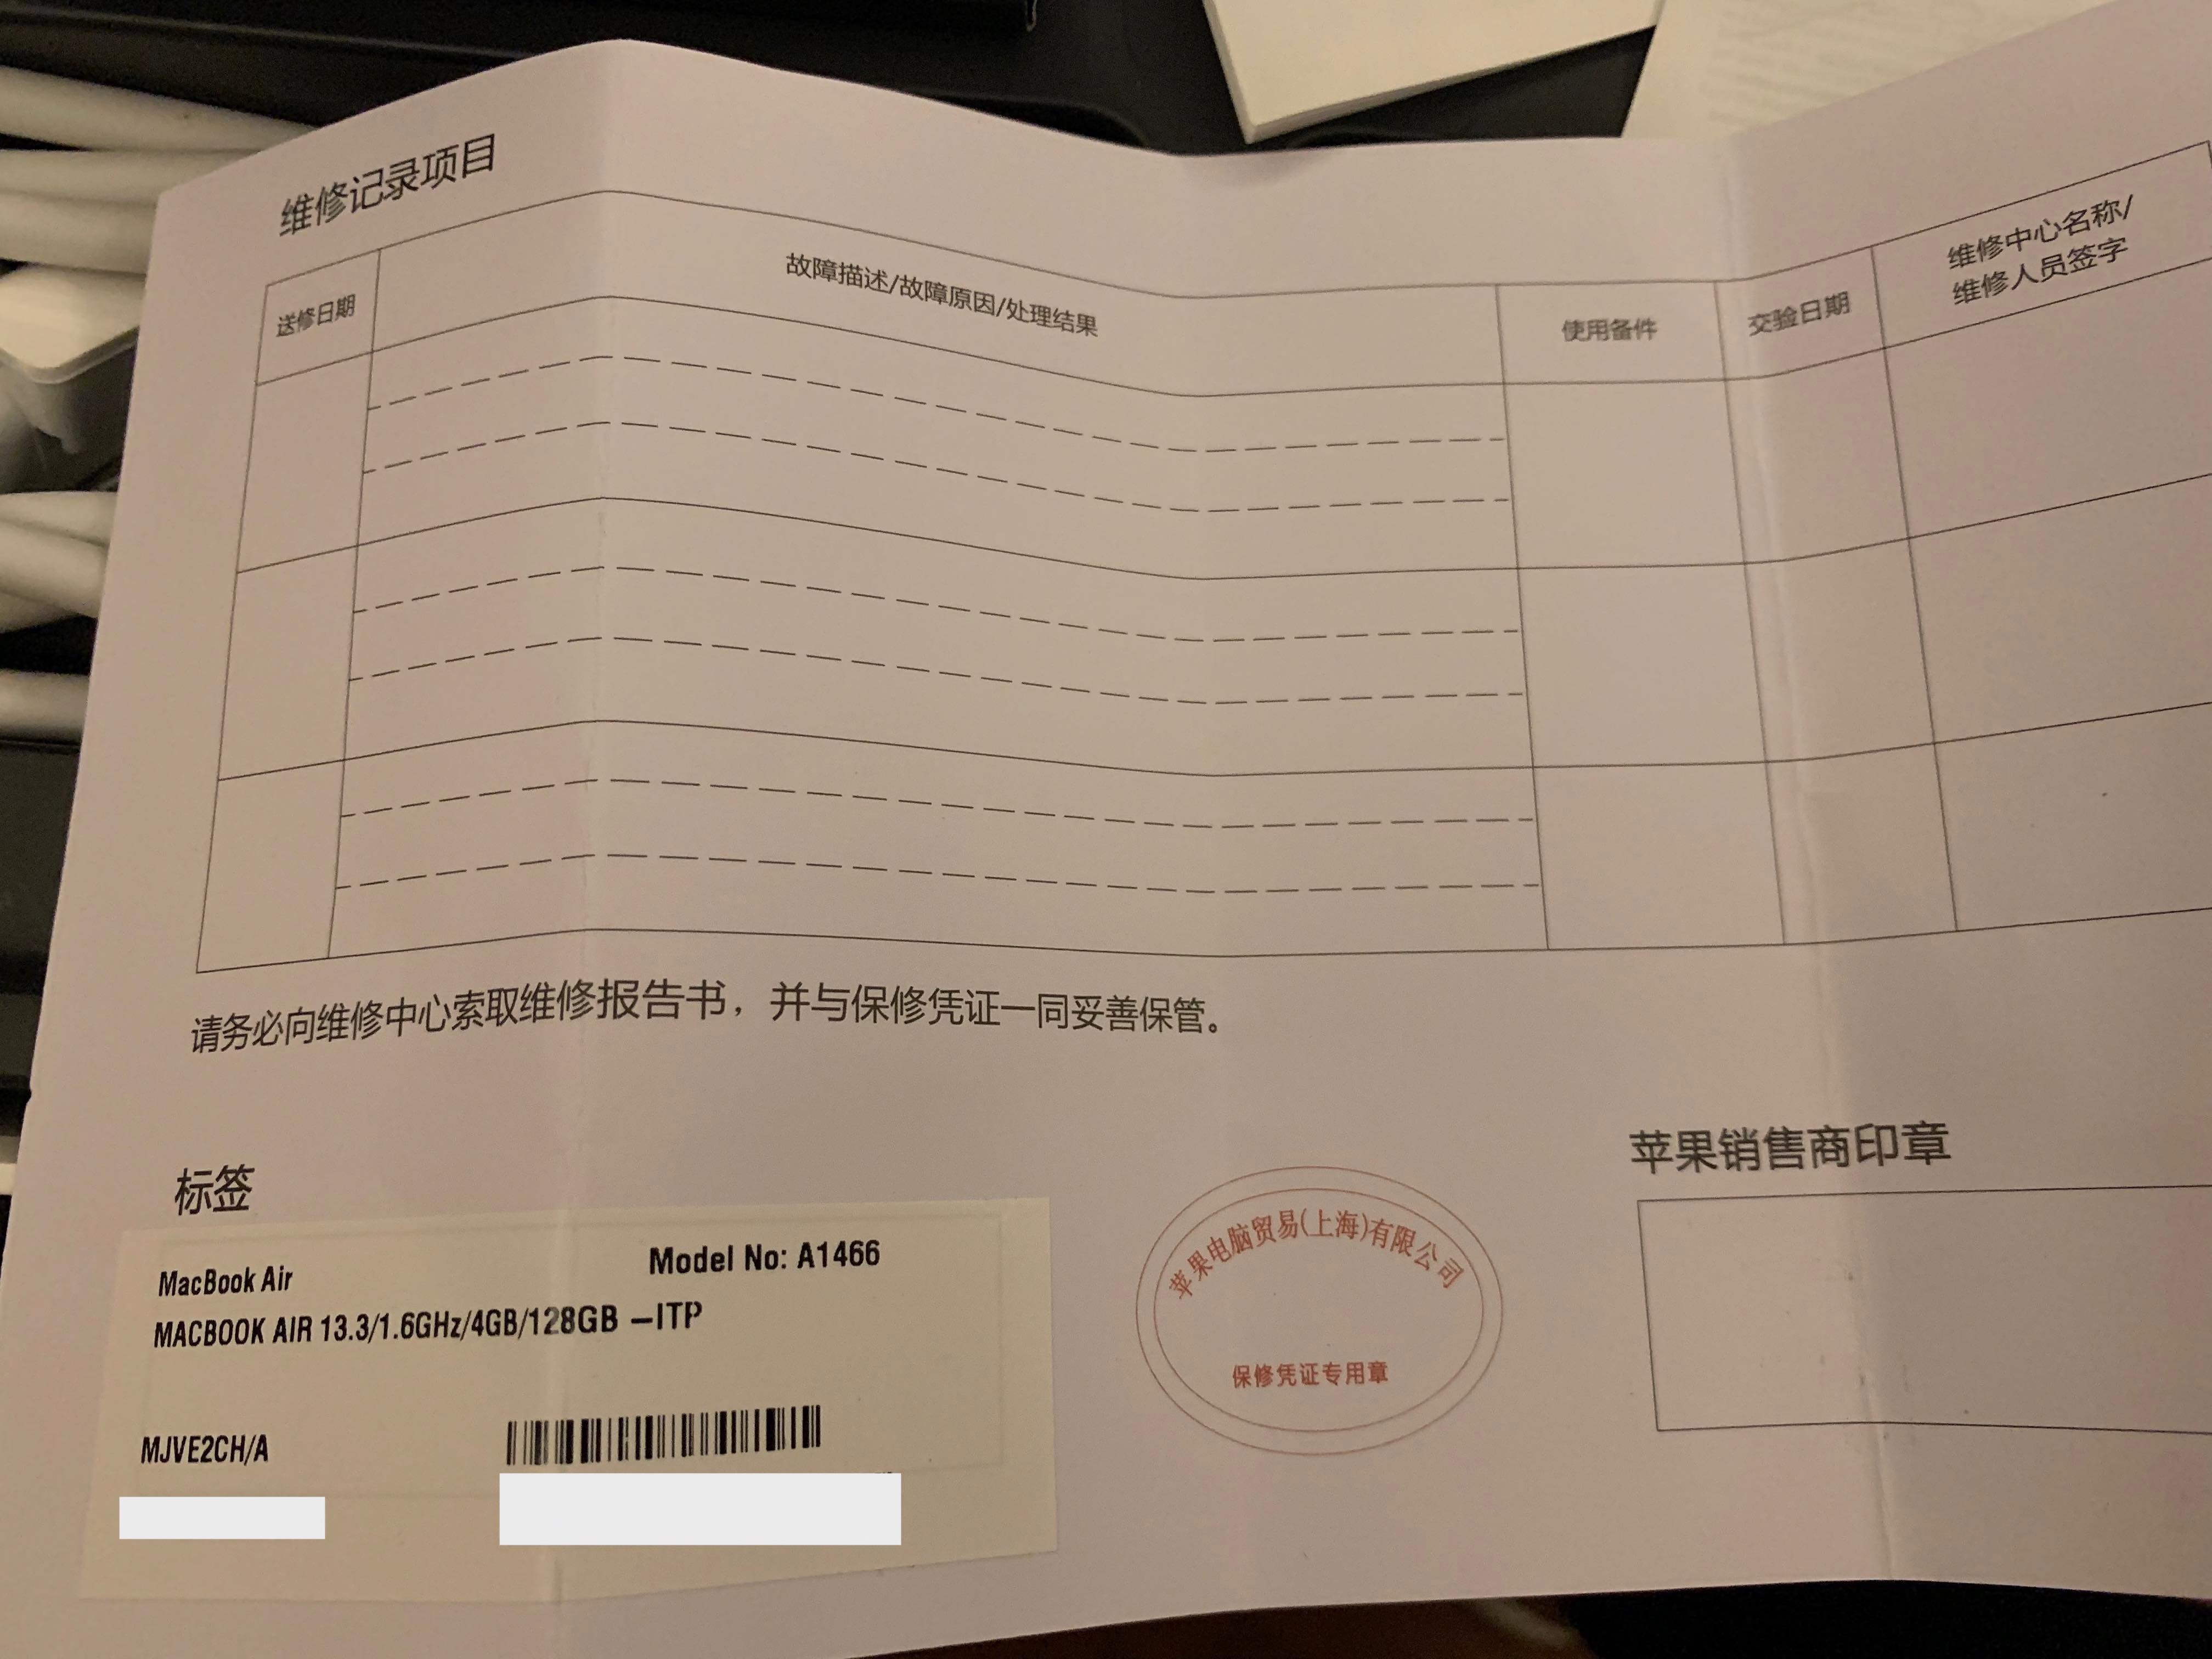 维修记录项目
送修日期
故障描述/故障原因/处理结果
使用备件
交验日期
维修中心名称/
维修人员签字
请务必向维修中心索取维修报告书，并与保修凭证一同妥善保管。
标签
MacBook Air
Model No: A1466
MACBOOK AIR 13.3/1.6GHz/4GB/128GB –ITP
MJVE2CH/A
苹果电脑贸易(上海)有限公司
保修凭证专用章
苹果销售商印章